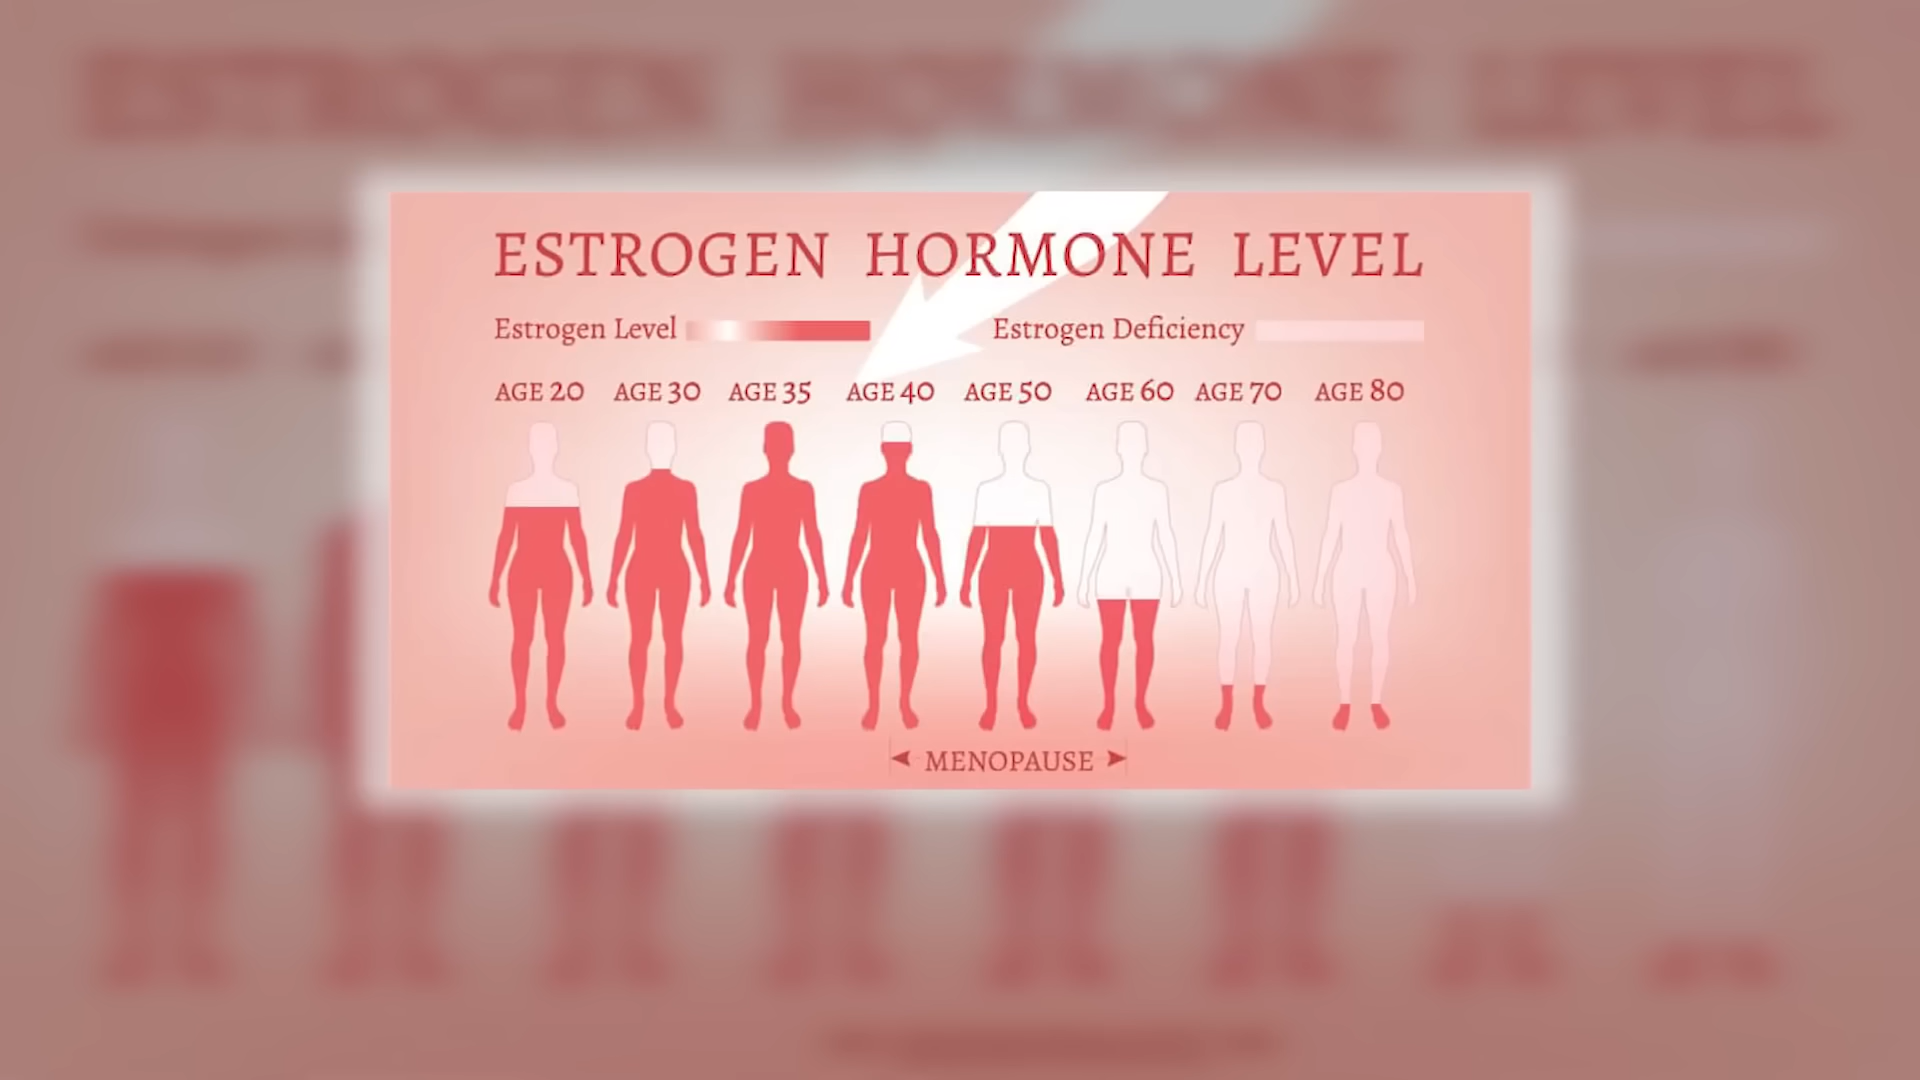 ESTROGEN HORMONE LEVEL
Estrogen Level Estrogen Deficiency
AGE 20 AGE 30 AGE 35 AGE 40 AGE 50 AGE 60 AGE 70 AGE 80
MENOPAUSE